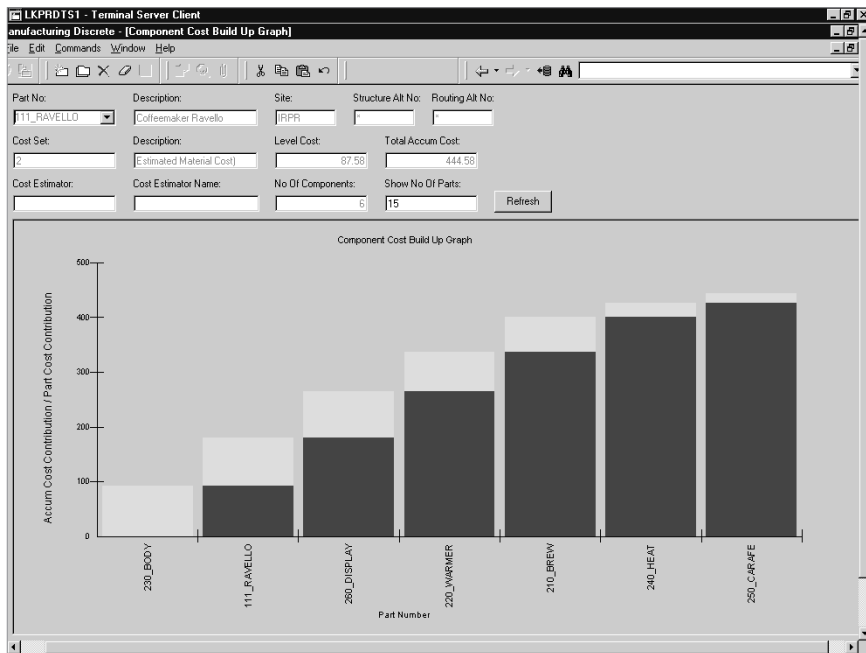 LKPRDTS1 - Terminal Server Client
anufacturing Discrete - [Component Cost Build Up Graph]
ile Edit Commands Window Help
Part No: Description: Site: Structure Alt No: Routing Alt No:
111_RAVELLO Coffeemaker Ravello IRPR * *
Cost Set: Description: Level Cost: Total Accum Cost:
2 Estimated Material Cost) 87.58 444.58
Cost Estimator: Cost Estimator Name: No Of Components: Show No Of Parts:
6 15 Refresh
Component Cost Build Up Graph
500
400
300
200
100
0
Accum Cost Contribution / Part Cost Contribution
230_BODY
111_RAVELLO
260_DISPLAY
220_WARMER
210_BREW
240_HEAT
250_CARAFE
Part Number